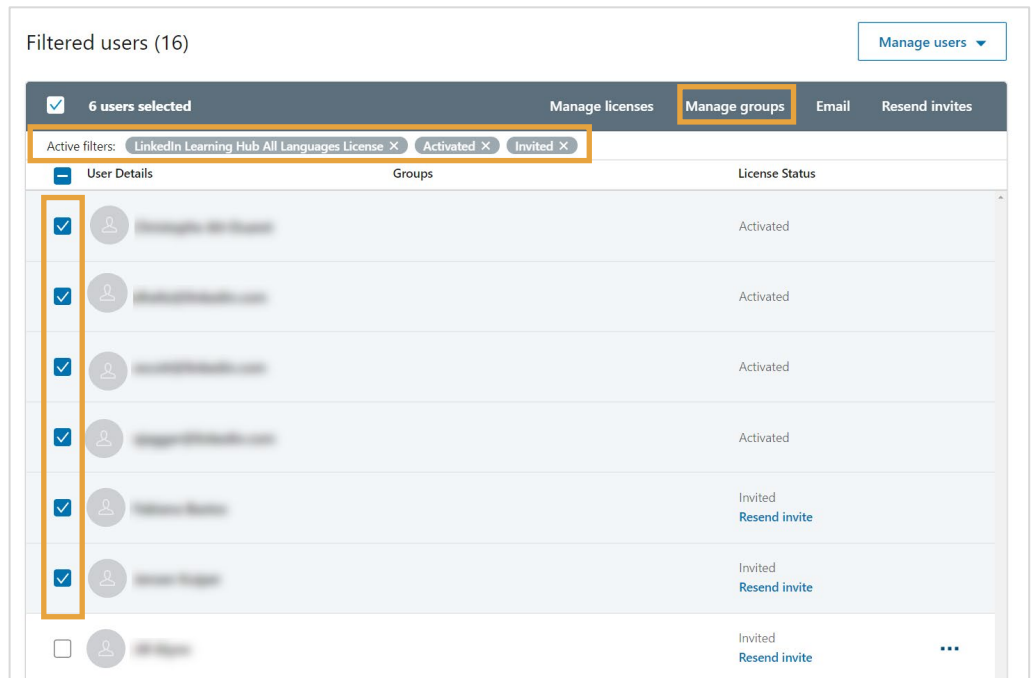 Filtered users (16)
Manage users
6 users selected Manage licenses Manage groups Email Resend invites
Active filters: LinkedIn Learning Hub All Languages License × Activated × Invited ×
User Details Groups License Status
Activated
Activated
Activated
Activated
Invited
Resend invite
Invited
Resend invite
Invited
Resend invite